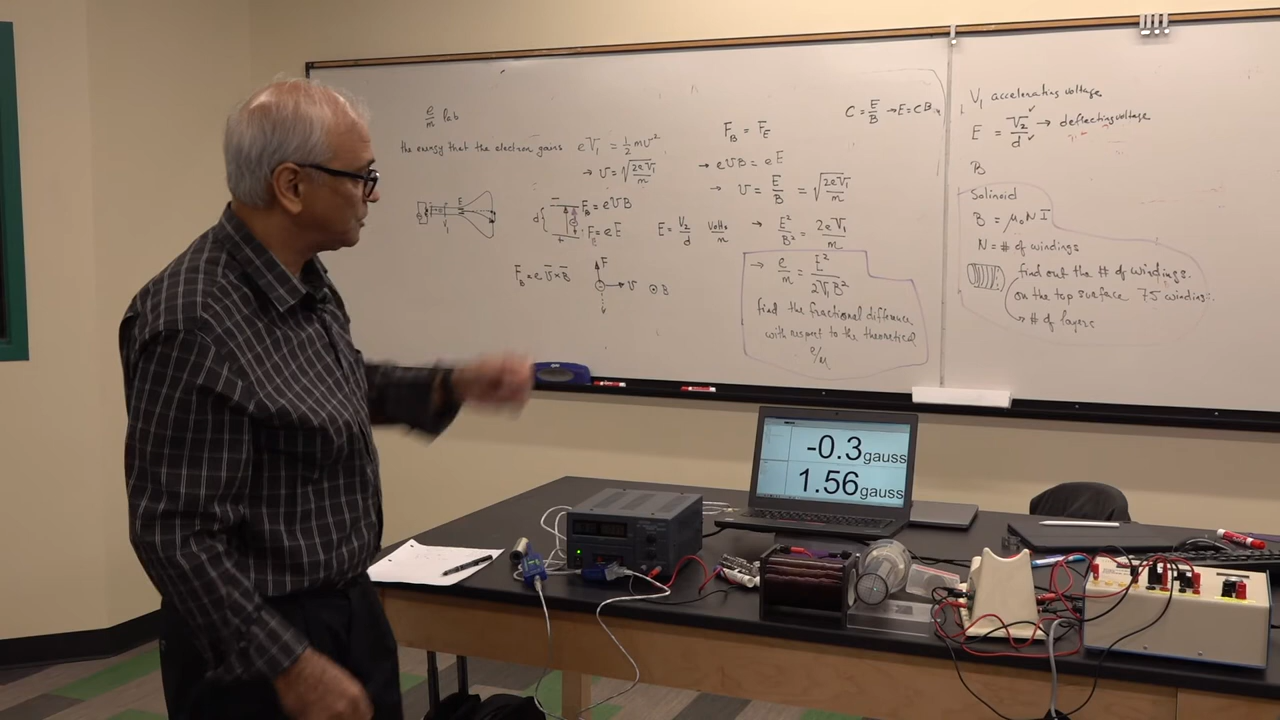 e/m lab
the energy that the electron gains eV₁ = ½mv²
→ v = √(2eV₁/m)
E
V₁
d
F_B = evB
F_E = eE
E = V₂/d volts/m
F_B = e v̄ × B̄
F
v
⊙ B
F_B = F_E
→ evB = eE
→ v = E/B = √(2eV₁/m)
→ E²/B² = 2eV₁/m
→ e/m = E²/(2V₁B²)
find the fractional difference
with respect to the theoretical
e/m
C = E/B → E = CB
V₁ accelerating voltage
E = V₂/d → deflecting voltage
B
Solinoid
B = μ₀NI
N = # of windings
find out the # of windings.
on the top surface 75 windings.
→ # of layers
-0.3 gauss
1.56 gauss